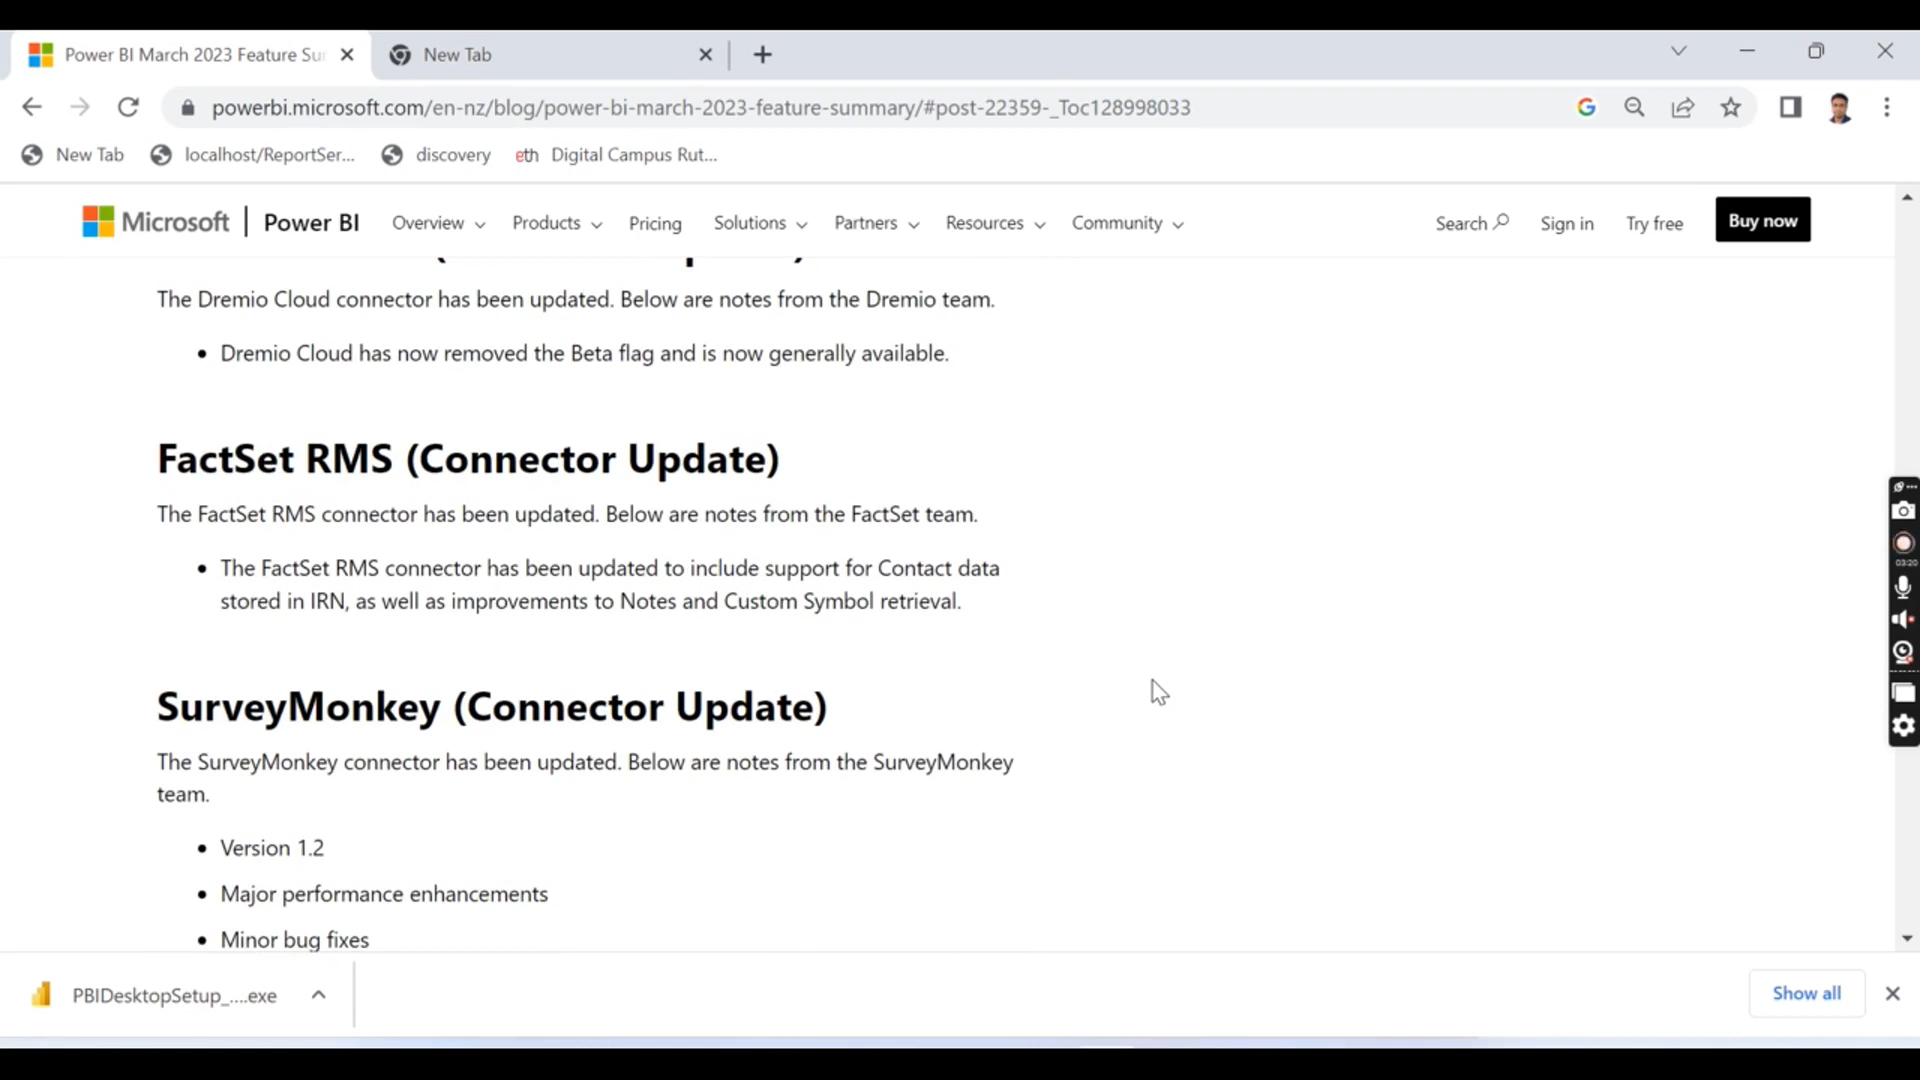 Power BI March 2023 Feature Su
New Tab
powerbi.microsoft.com/en-nz/blog/power-bi-march-2023-feature-summary/#post-22359-_Toc128998033
New Tab
localhost/ReportSer...
discovery
eth Digital Campus Rut...
Microsoft
Power BI
Overview
Products
Pricing
Solutions
Partners
Resources
Community
Search
Sign in
Try free
Buy now
The Dremio Cloud connector has been updated. Below are notes from the Dremio team.
• Dremio Cloud has now removed the Beta flag and is now generally available.
FactSet RMS (Connector Update)
The FactSet RMS connector has been updated. Below are notes from the FactSet team.
• The FactSet RMS connector has been updated to include support for Contact data
stored in IRN, as well as improvements to Notes and Custom Symbol retrieval.
03:20
SurveyMonkey (Connector Update)
The SurveyMonkey connector has been updated. Below are notes from the SurveyMonkey
team.
• Version 1.2
• Major performance enhancements
• Minor bug fixes
PBIDesktopSetup_....exe
Show all